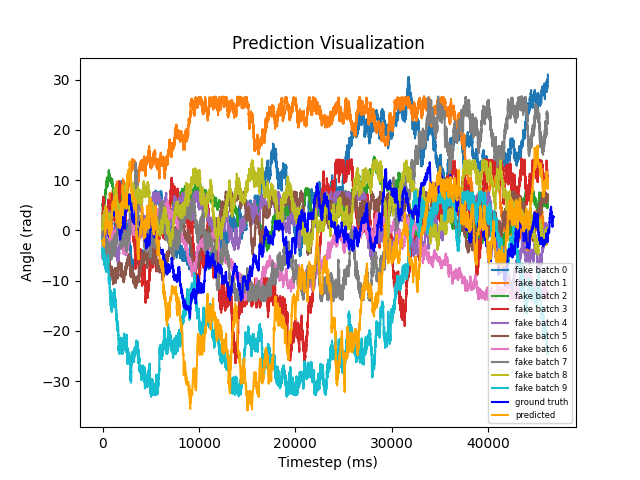 Prediction Visualization
Angle (rad)
30
20
10
0
−10
−20
−30
0
10000
20000
30000
40000
Timestep (ms)
fake batch 0
fake batch 1
fake batch 2
fake batch 3
fake batch 4
fake batch 5
fake batch 6
fake batch 7
fake batch 8
fake batch 9
ground truth
predicted